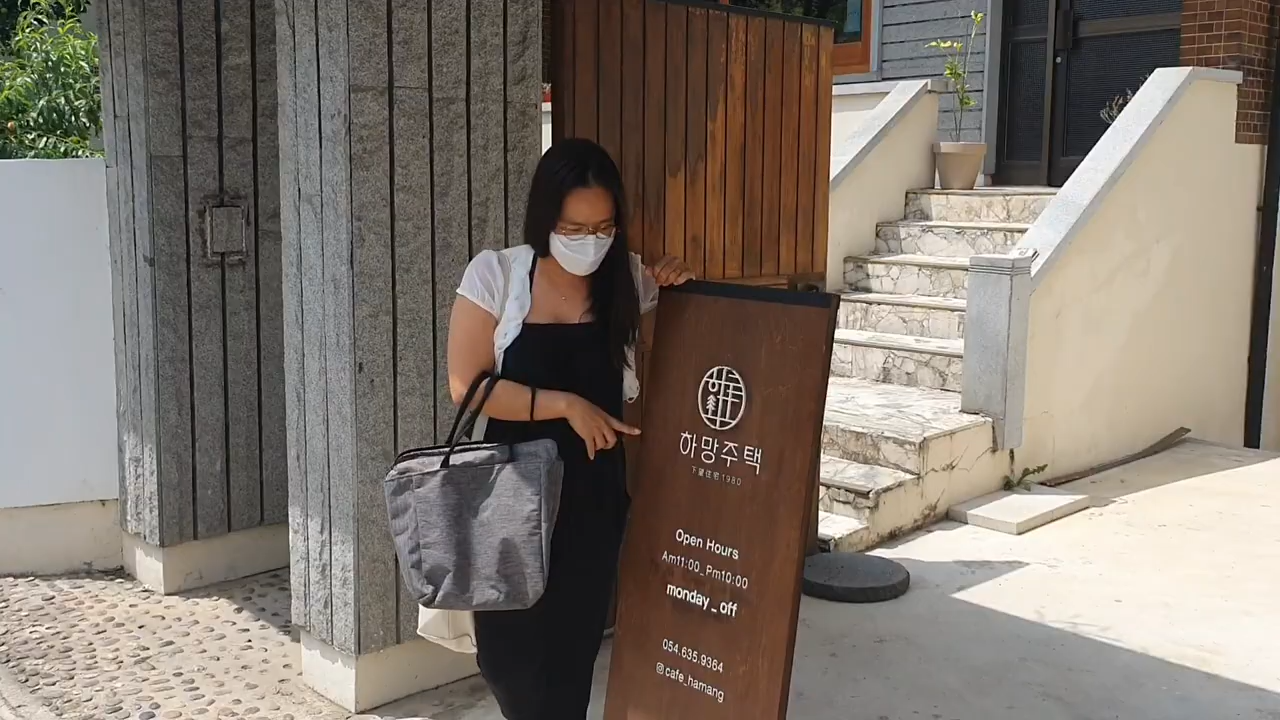 하망주택
下望住宅 1980
Open Hours
Am11:00_Pm10:00
monday_off
054.635.9364
cafe_hamang